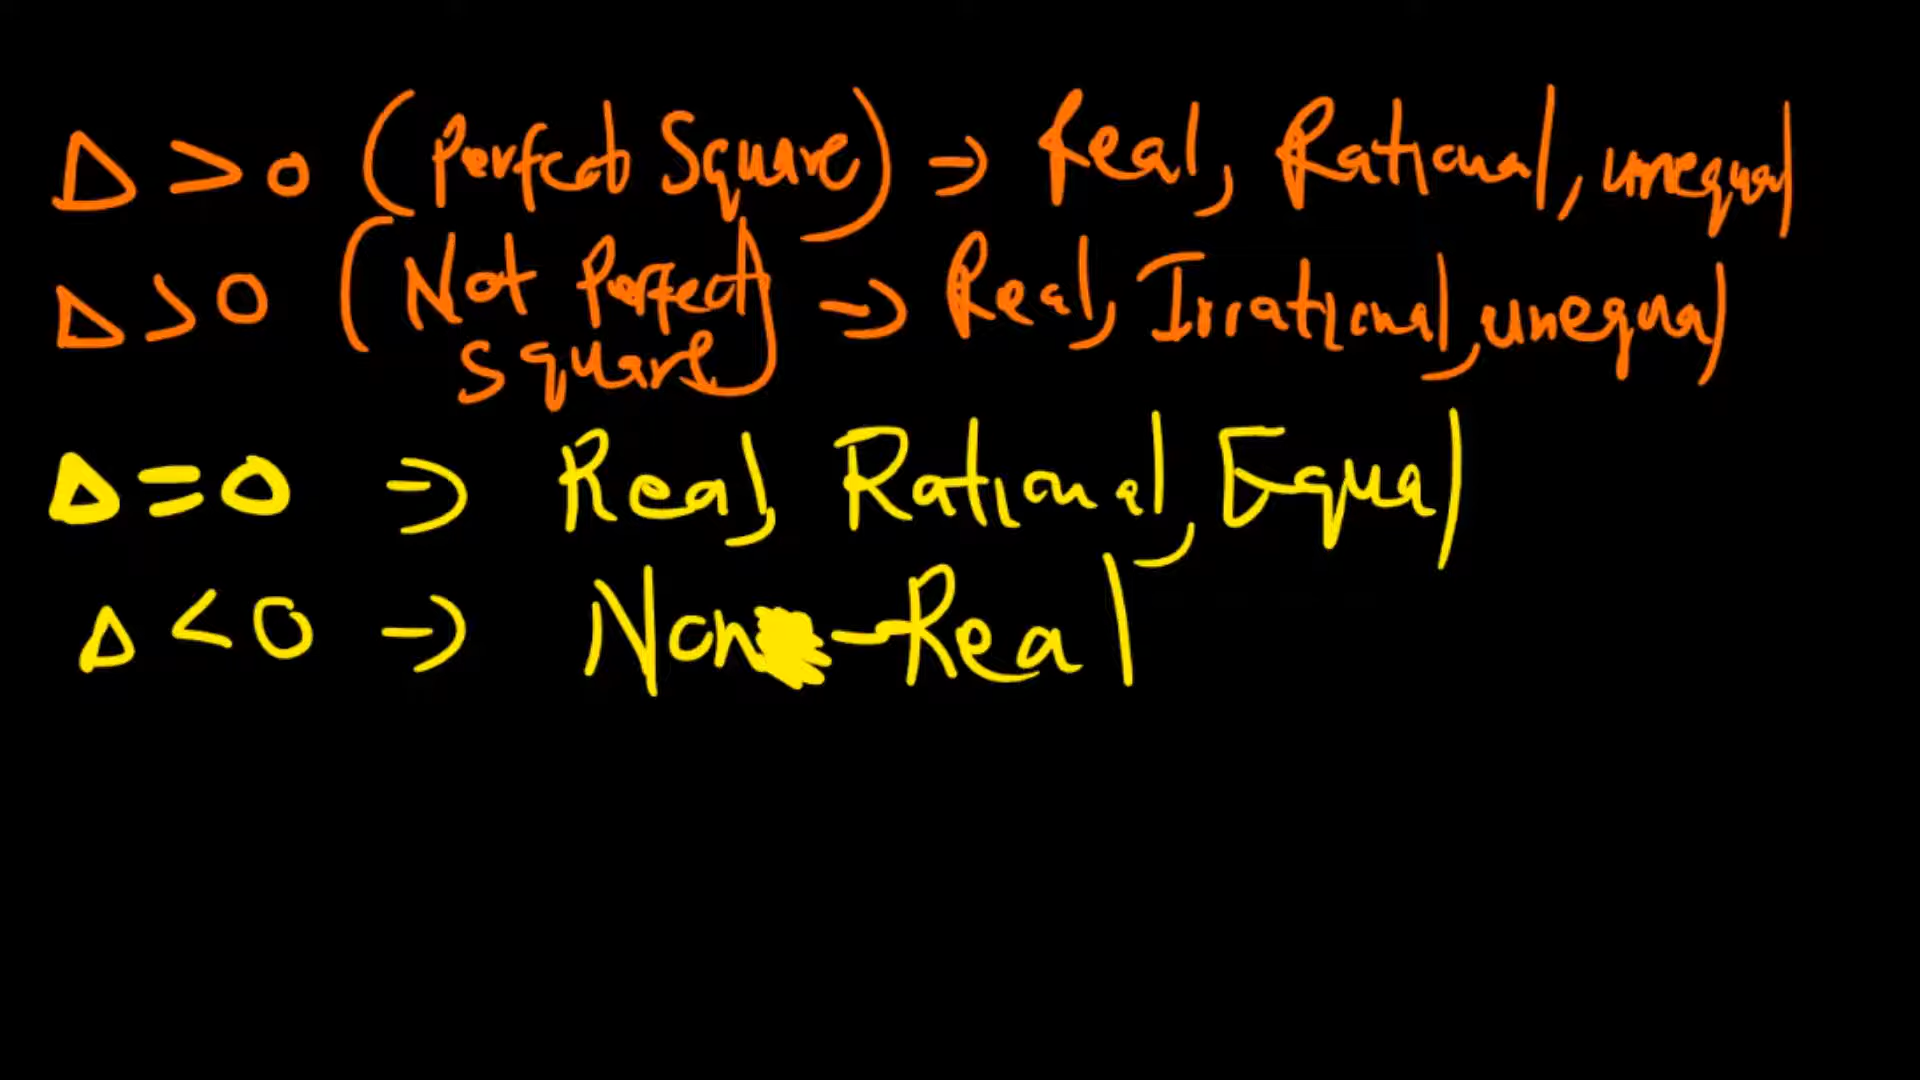 Δ > 0 (Perfect Square) → Real, Rational, unequal
Δ > 0 (Not Perfect Square) → Real, Irrational, unequal
Δ = 0 → Real, Rational, Equal
Δ < 0 → Non-Real